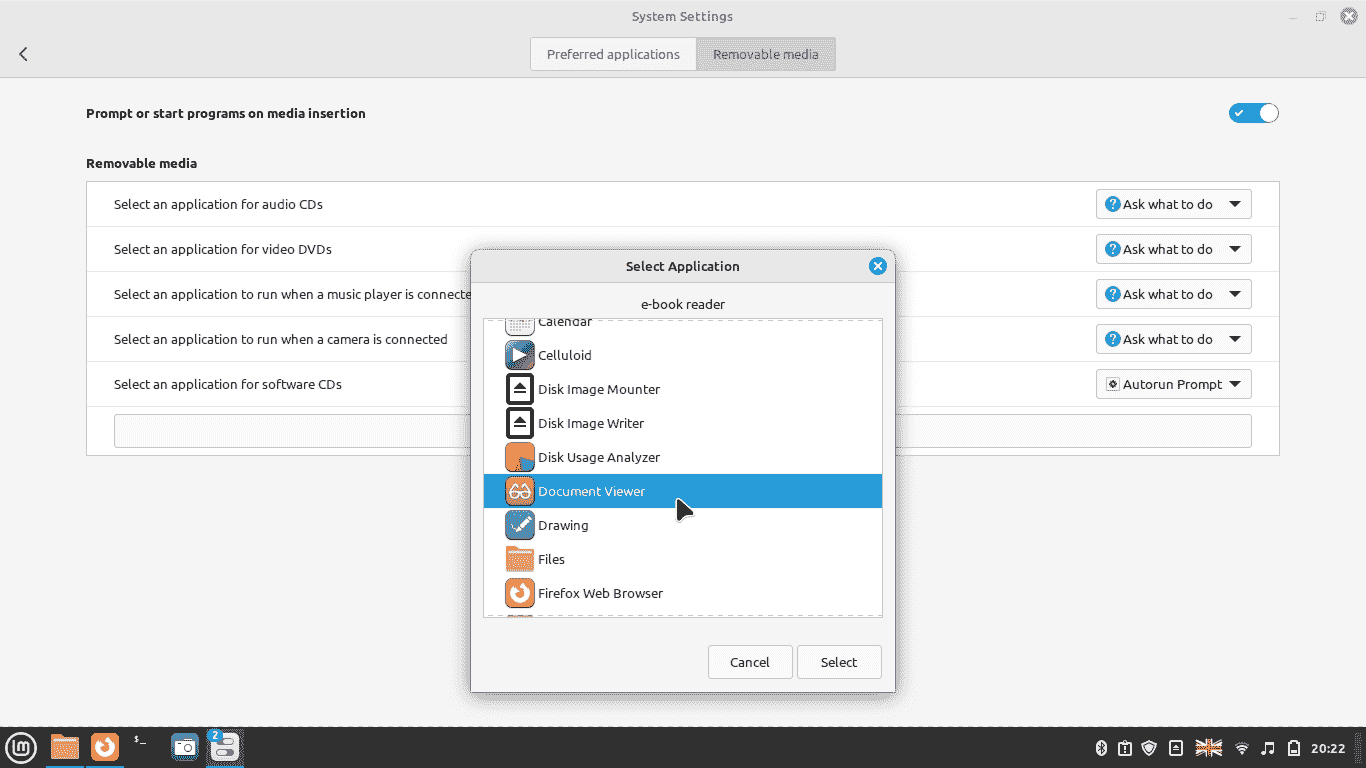 System Settings
Preferred applications
Removable media
Prompt or start programs on media insertion
Removable media
Select an application for audio CDs
Ask what to do
Select an application for video DVDs
Ask what to do
Select an application to run when a music player is connecte
Ask what to do
Select an application to run when a camera is connected
Ask what to do
Select an application for software CDs
Autorun Prompt
Select Application
e-book reader
Calendar
Celluloid
Disk Image Mounter
Disk Image Writer
Disk Usage Analyzer
Document Viewer
Drawing
Files
Firefox Web Browser
Cancel
Select
$_
2
20:22